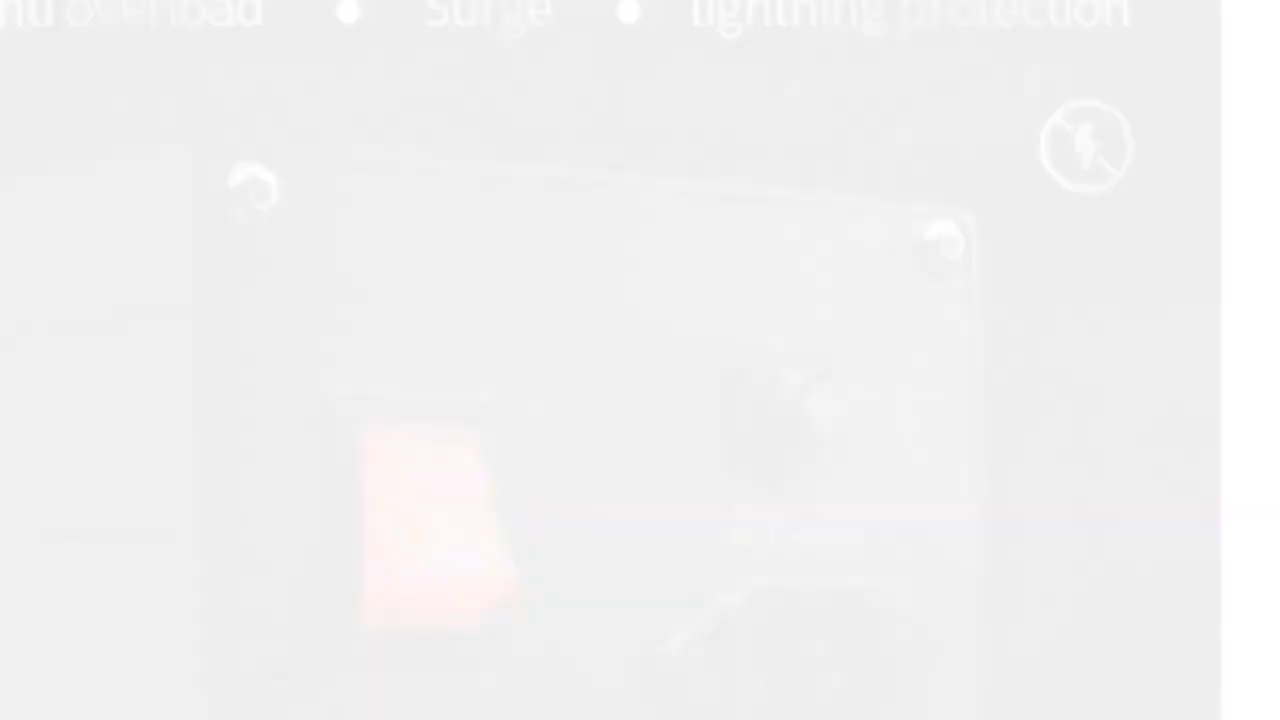 overload • surge • lightning protection